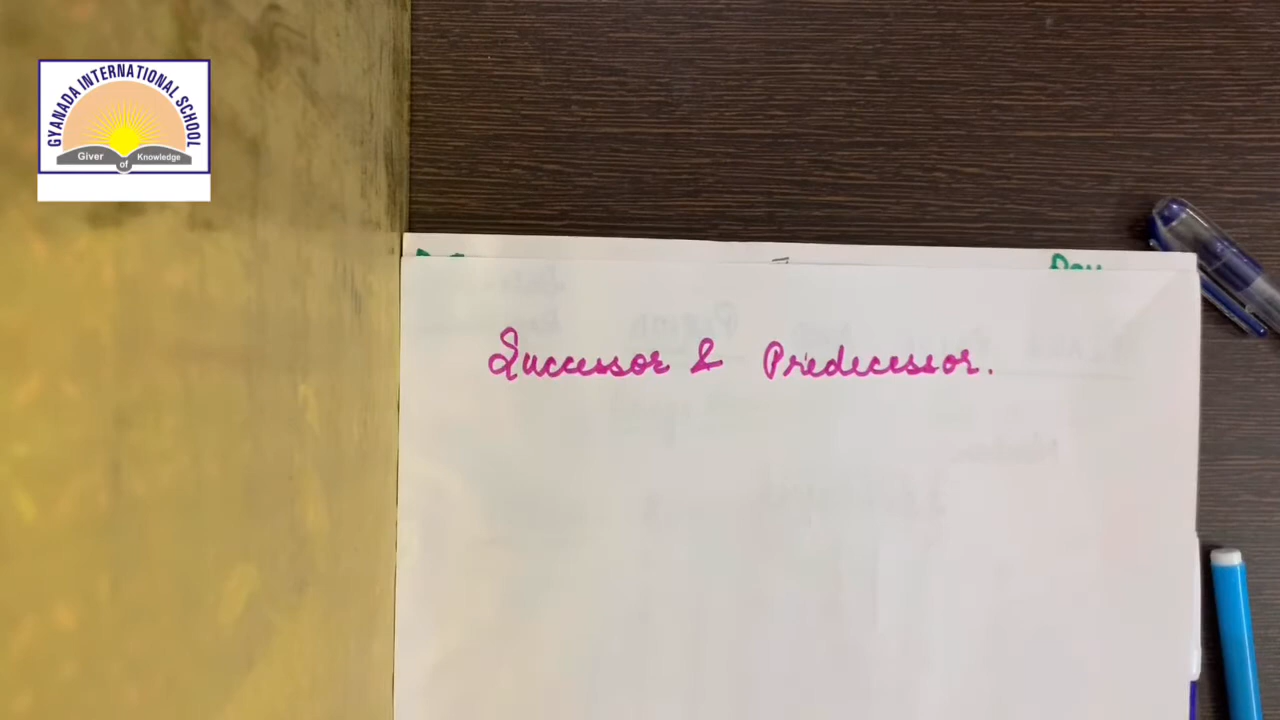 GYANADA INTERNATIONAL SCHOOL
Giver of Knowledge
Successor & Predecessor.